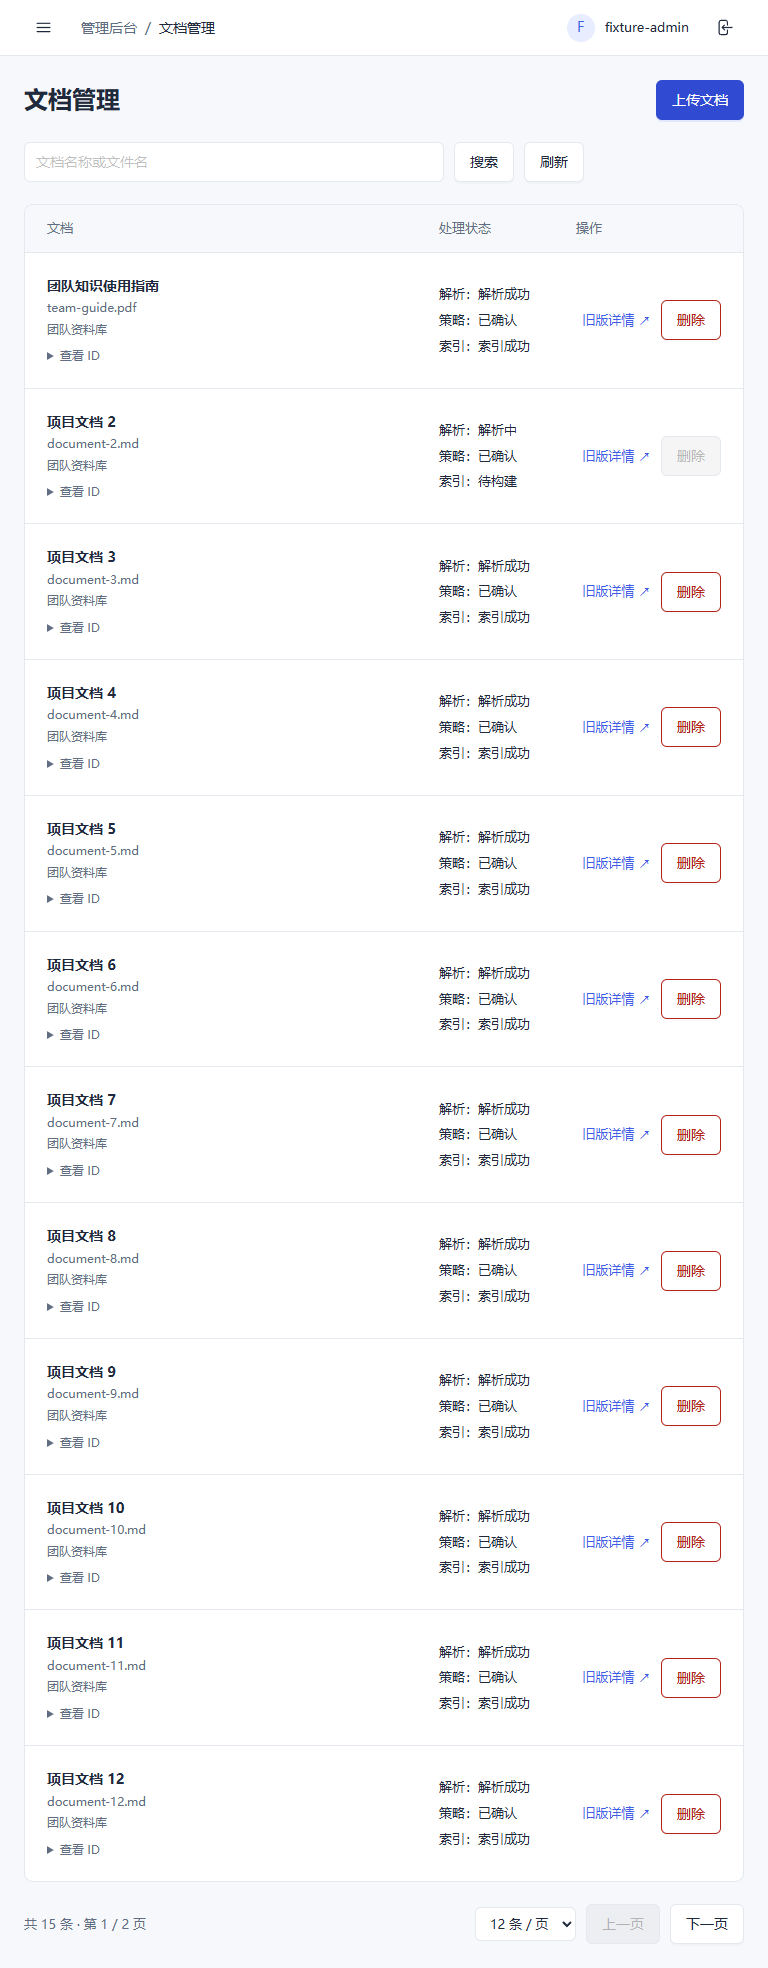 管理后台 / 文档管理
F fixture-admin
文档管理
上传文档
文档名称或文件名
搜索
刷新
文档 处理状态 操作
团队知识使用指南
team-guide.pdf
团队资料库
▶ 查看 ID
解析：解析成功
策略：已确认
索引：索引成功
旧版详情 ↗
删除
项目文档 2
document-2.md
团队资料库
▶ 查看 ID
解析：解析中
策略：已确认
索引：待构建
旧版详情 ↗
删除
项目文档 3
document-3.md
团队资料库
▶ 查看 ID
解析：解析成功
策略：已确认
索引：索引成功
旧版详情 ↗
删除
项目文档 4
document-4.md
团队资料库
▶ 查看 ID
解析：解析成功
策略：已确认
索引：索引成功
旧版详情 ↗
删除
项目文档 5
document-5.md
团队资料库
▶ 查看 ID
解析：解析成功
策略：已确认
索引：索引成功
旧版详情 ↗
删除
项目文档 6
document-6.md
团队资料库
▶ 查看 ID
解析：解析成功
策略：已确认
索引：索引成功
旧版详情 ↗
删除
项目文档 7
document-7.md
团队资料库
▶ 查看 ID
解析：解析成功
策略：已确认
索引：索引成功
旧版详情 ↗
删除
项目文档 8
document-8.md
团队资料库
▶ 查看 ID
解析：解析成功
策略：已确认
索引：索引成功
旧版详情 ↗
删除
项目文档 9
document-9.md
团队资料库
▶ 查看 ID
解析：解析成功
策略：已确认
索引：索引成功
旧版详情 ↗
删除
项目文档 10
document-10.md
团队资料库
▶ 查看 ID
解析：解析成功
策略：已确认
索引：索引成功
旧版详情 ↗
删除
项目文档 11
document-11.md
团队资料库
▶ 查看 ID
解析：解析成功
策略：已确认
索引：索引成功
旧版详情 ↗
删除
项目文档 12
document-12.md
团队资料库
▶ 查看 ID
解析：解析成功
策略：已确认
索引：索引成功
旧版详情 ↗
删除
共 15 条 · 第 1 / 2 页
12 条 / 页
上一页
下一页